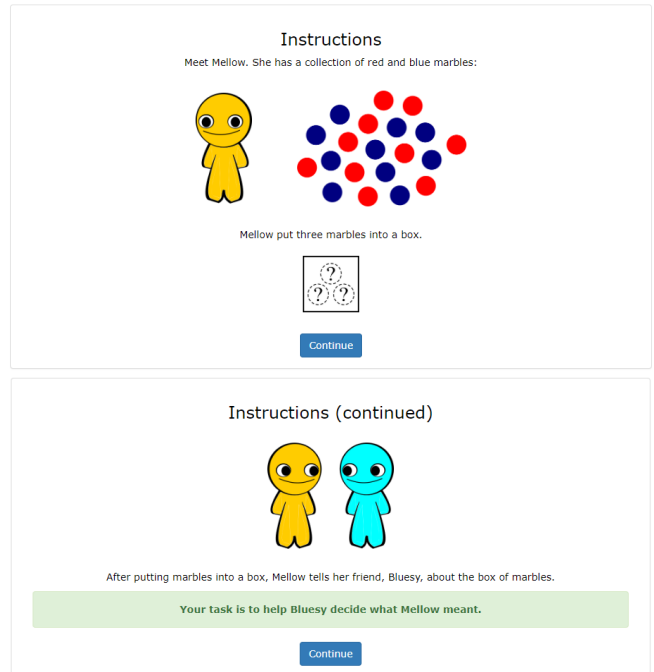 Instructions
Meet Mellow. She has a collection of red and blue marbles:
Mellow put three marbles into a box.
?
? ?
Continue
Instructions (continued)
After putting marbles into a box, Mellow tells her friend, Bluesy, about the box of marbles.
Your task is to help Bluesy decide what Mellow meant.
Continue